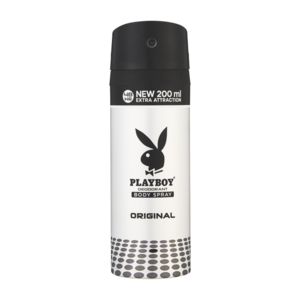 NEW 200 ml
EXTRA ATTRACTION
PLAYBOY
DEODORANT
BODY SPRAY
ORIGINAL